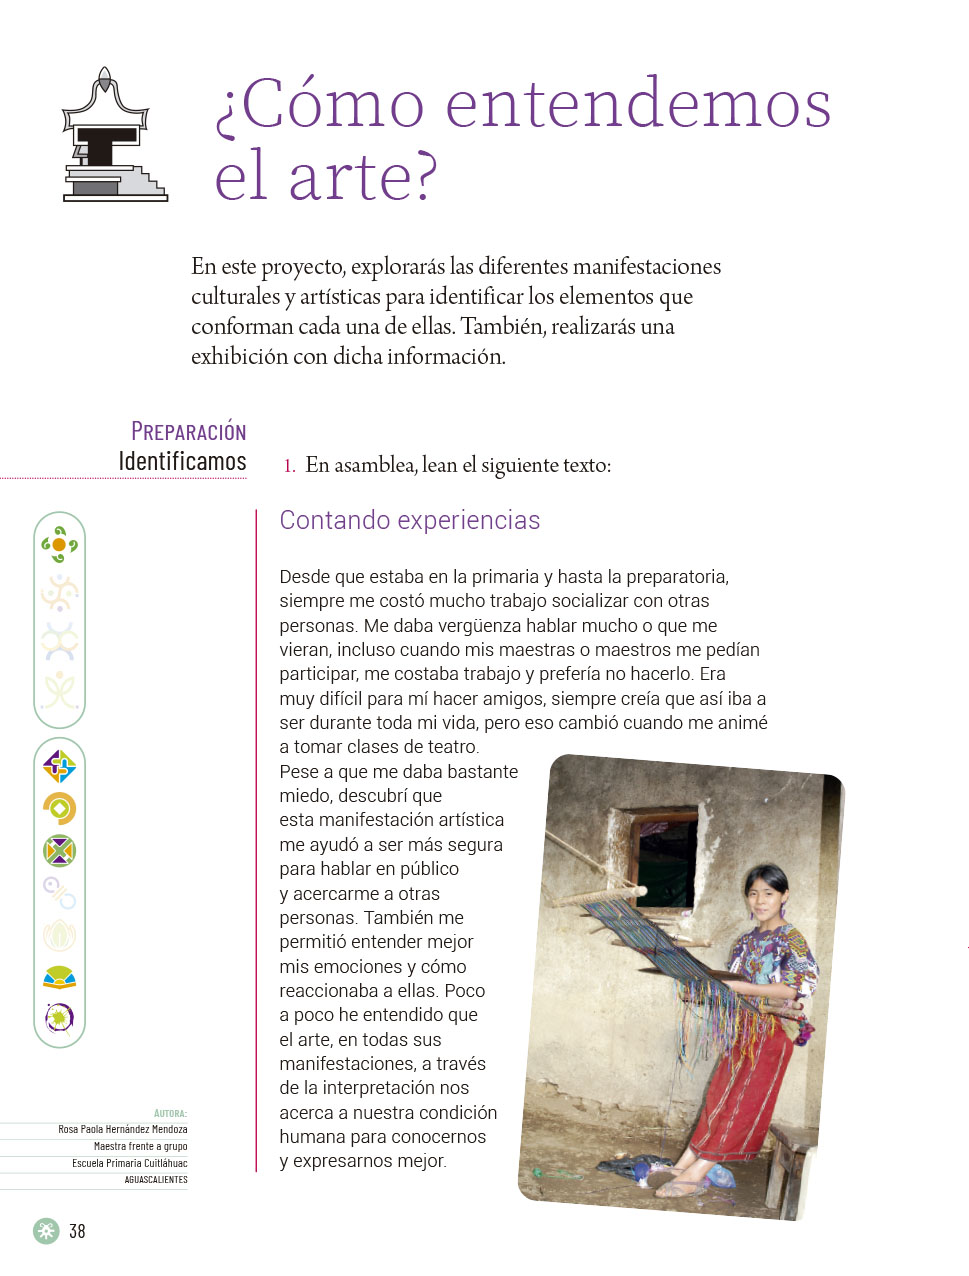 ¿Cómo entendemos
el arte?
En este proyecto, explorarás las diferentes manifestaciones
culturales y artísticas para identificar los elementos que
conforman cada una de ellas. También, realizarás una
exhibición con dicha información.
Preparación
Identificamos
1. En asamblea, lean el siguiente texto:
Contando experiencias
Desde que estaba en la primaria y hasta la preparatoria,
siempre me costó mucho trabajo socializar con otras
personas. Me daba vergüenza hablar mucho o que me
vieran, incluso cuando mis maestras o maestros me pedían
participar, me costaba trabajo y prefería no hacerlo. Era
muy difícil para mí hacer amigos, siempre creía que así iba a
ser durante toda mi vida, pero eso cambió cuando me animé
a tomar clases de teatro.
Pese a que me daba bastante
miedo, descubrí que
esta manifestación artística
me ayudó a ser más segura
para hablar en público
y acercarme a otras
personas. También me
permitió entender mejor
mis emociones y cómo
reaccionaba a ellas. Poco
a poco he entendido que
el arte, en todas sus
manifestaciones, a través
de la interpretación nos
acerca a nuestra condición
humana para conocernos
y expresarnos mejor.
Autora:
Rosa Paola Hernández Mendoza
Maestra frente a grupo
Escuela Primaria Cuitláhuac
AGUASCALIENTES
38